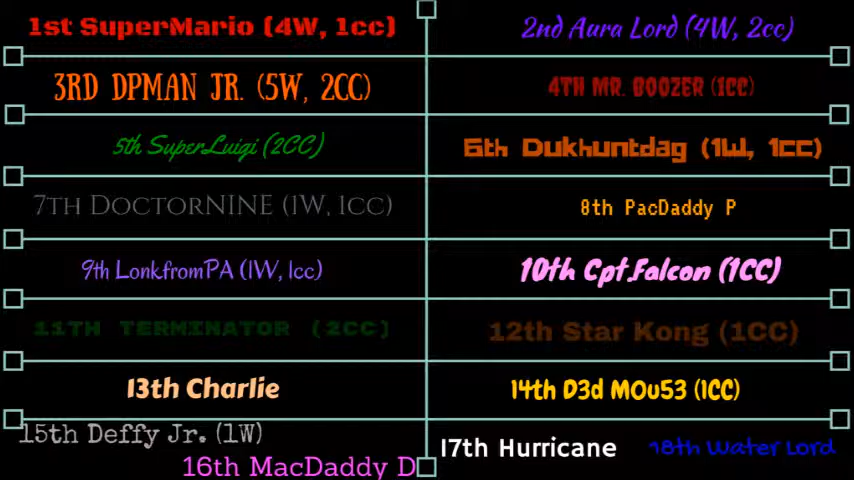 1st SuperMario (4W, 1cc)
2nd Aura Lord (4W, 2cc)
3RD DPMAN JR. (5W, 2CC)
4TH MR. BOOZER (1CC)
5th SuperLuigi (2CC)
6th Dukhuntdag (1W, 1CC)
7TH DOCTORNINE (1W, 1CC)
8th PacDaddy P
9th LonkfromPA (1W, 1cc)
10th Cpt.Falcon (1CC)
11TH TERMINATOR (2CC)
12th Star Kong (1CC)
13th Charlie
14th D3d M0u53 (1CC)
15th Deffy Jr. (1W)
16th MacDaddy D
17th Hurricane
18th Water Lord